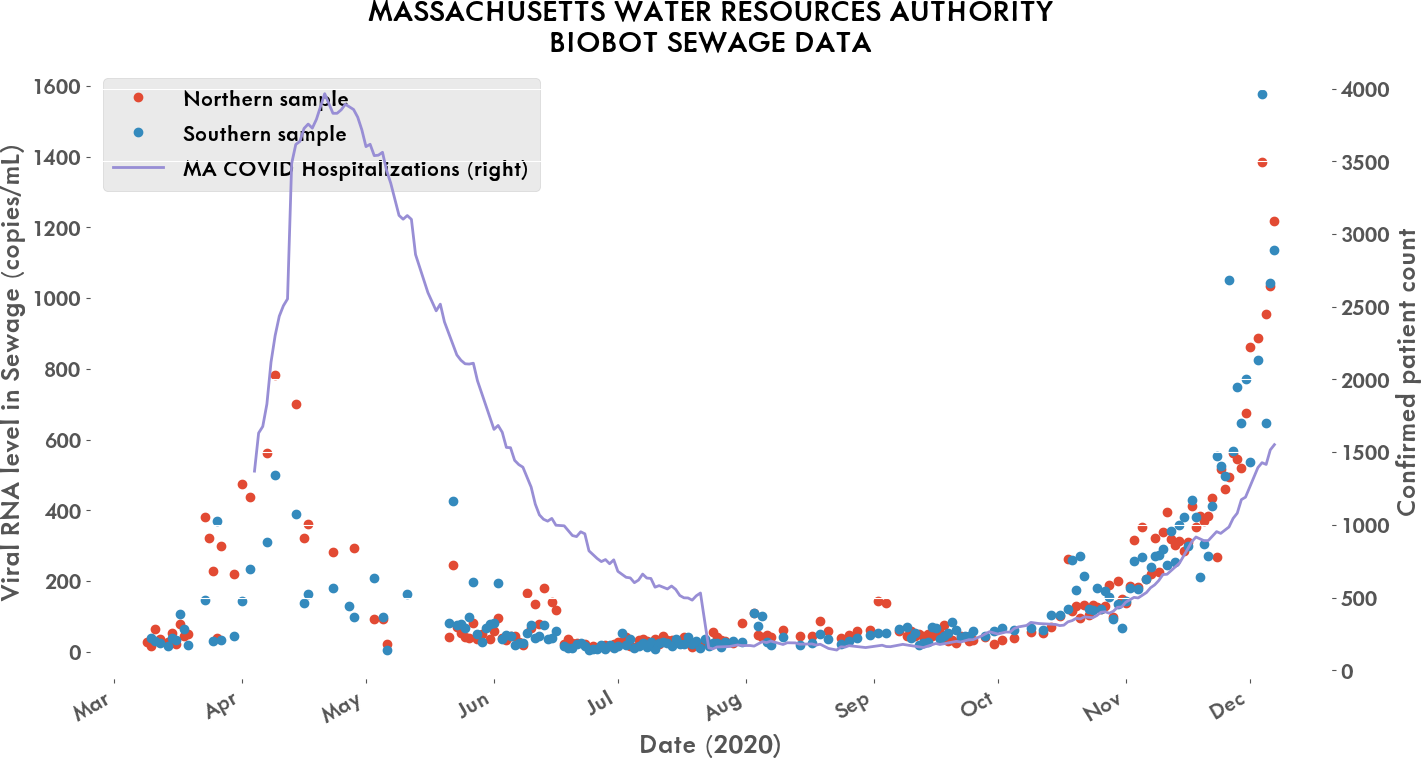 MASSACHUSETTS WATER RESOURCES AUTHORITY
BIOBOT SEWAGE DATA
Northern sample
Southern sample
MA COVID Hospitalizations (right)
Viral RNA level in Sewage (copies/mL)
1600
1400
1200
1000
800
600
400
200
0
4000
3500
3000
2500
2000
1500
1000
500
0
Confirmed patient count
Mar
Apr
May
Jun
Jul
Aug
Sep
Oct
Nov
Dec
Date (2020)